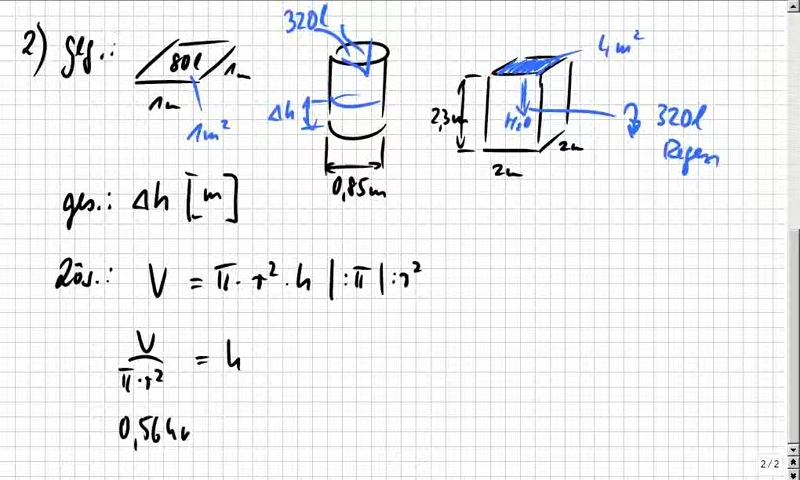 2) geg.: 80l 1m 1m 1m²
320l Δh 0,85m
4m² 2,3m H₂O 2m 2m
320l
Regen
ges.: Δh [m]
Lös.: V = π · r² · h | :π | :r²
V / π · r² = h
0,564
2/2